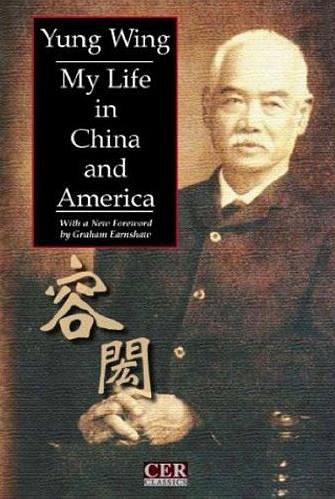 Yung Wing
My Life
in
China
and
America
With a New Foreword
by Graham Earnshaw
容
閎
CER
CLASSICS